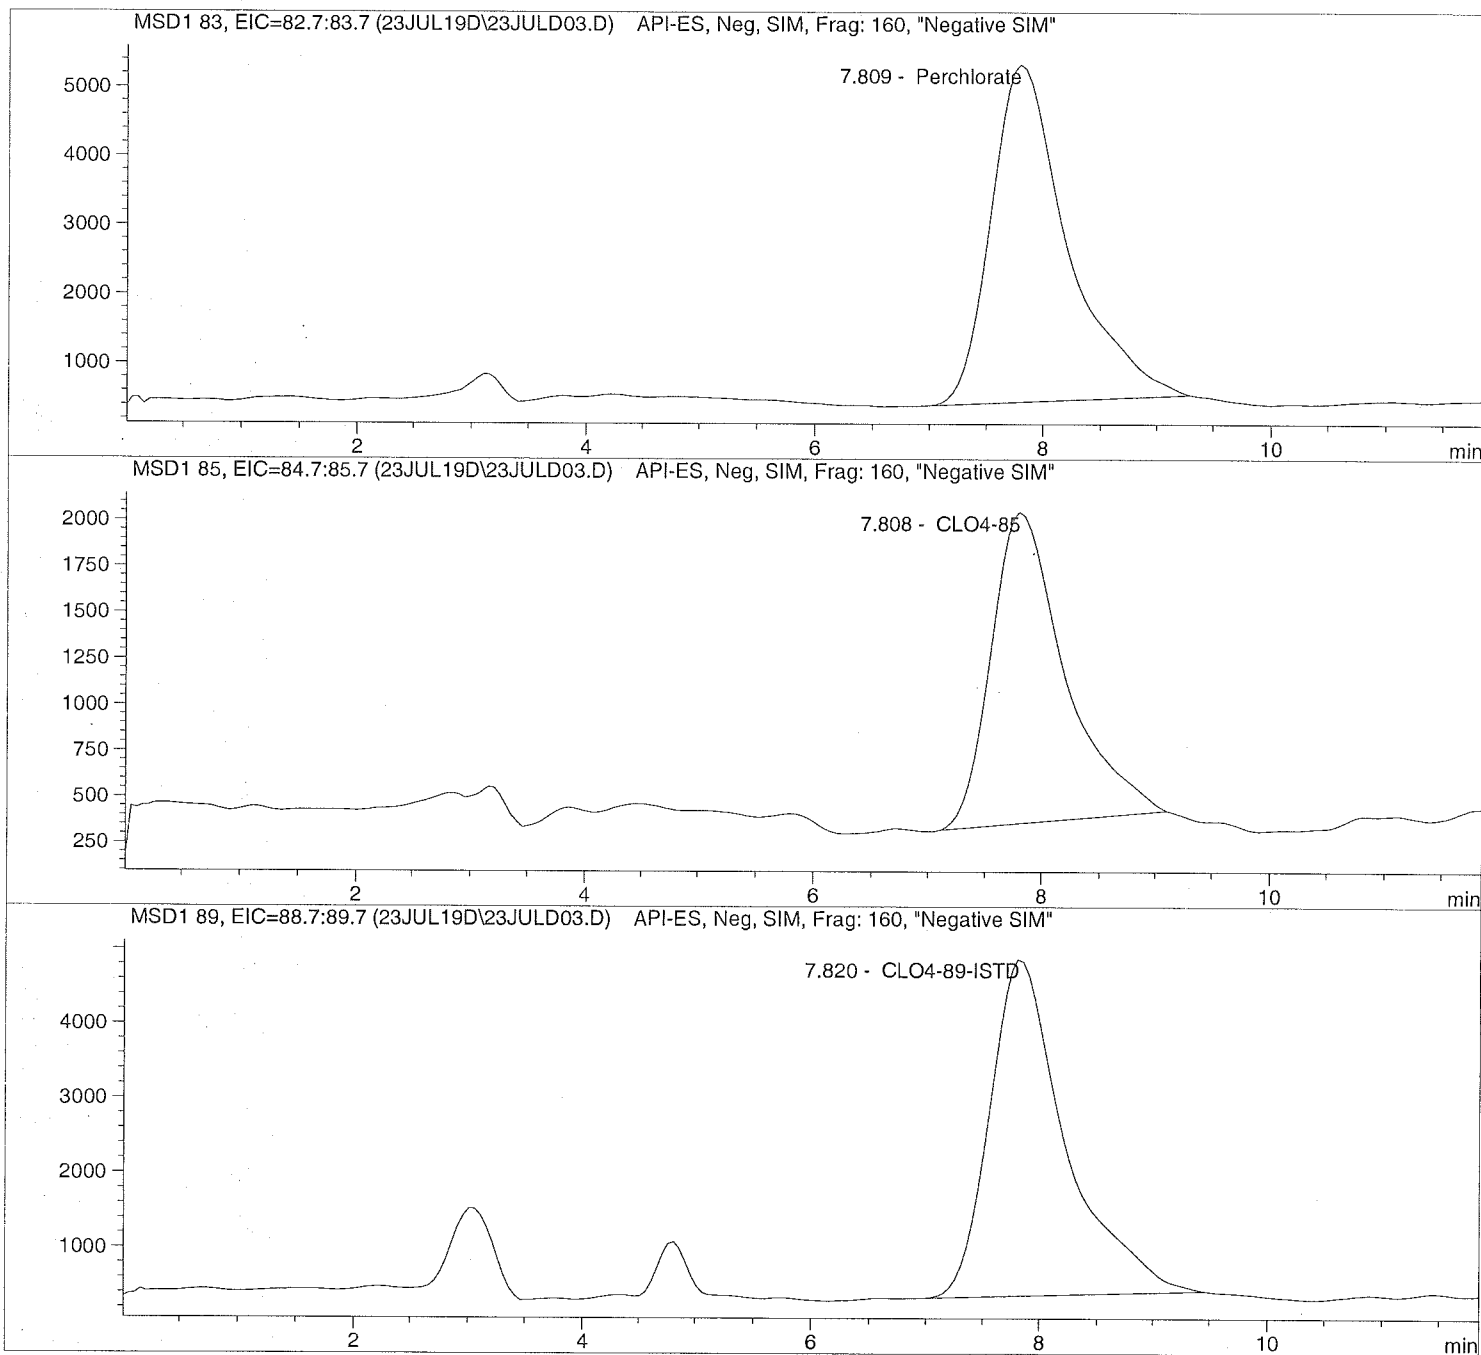 MSD1 83, EIC=82.7:83.7 (23JUL19D\23JULD03.D) API-ES, Neg, SIM, Frag: 160, "Negative SIM"
7.809 - Perchlorate
5000
4000
3000
2000
1000
2 4 6 8 10 min
MSD1 85, EIC=84.7:85.7 (23JUL19D\23JULD03.D) API-ES, Neg, SIM, Frag: 160, "Negative SIM"
7.808 - CLO4-85
2000
1750
1500
1250
1000
750
500
250
2 4 6 8 10 min
MSD1 89, EIC=88.7:89.7 (23JUL19D\23JULD03.D) API-ES, Neg, SIM, Frag: 160, "Negative SIM"
7.820 - CLO4-89-ISTD
4000
3000
2000
1000
2 4 6 8 10 min